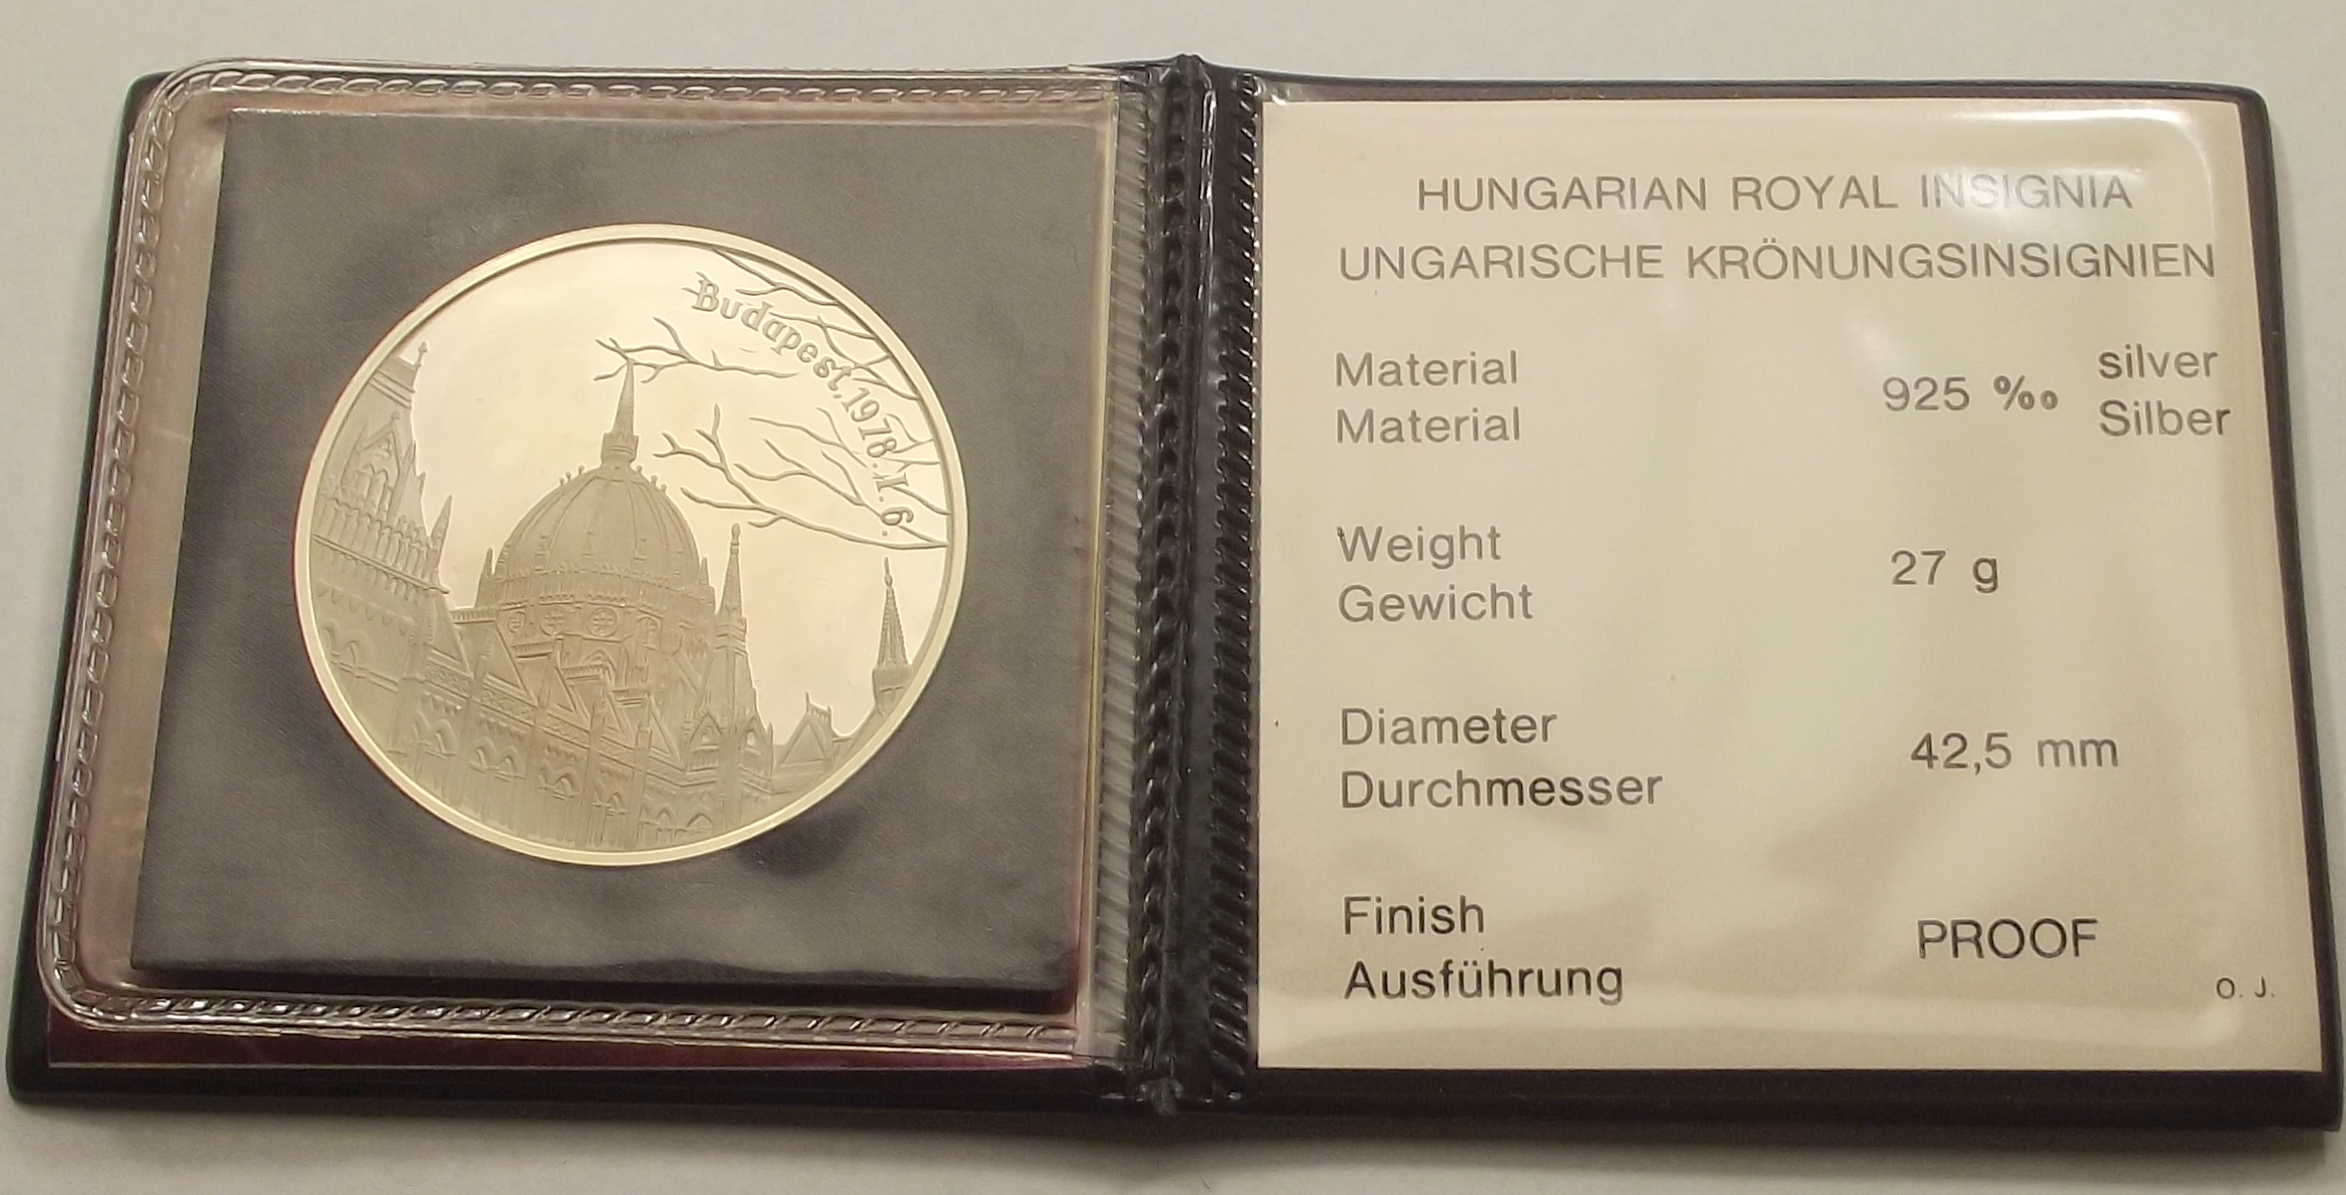 Budapest, 1978. I. 6.
HUNGARIAN ROYAL INSIGNIA
UNGARISCHE KRÖNUNGSINSIGNIEN
Material
Material
925 ‰
silver
Silber
Weight
Gewicht
27 g
Diameter
Durchmesser
42,5 mm
Finish
Ausführung
PROOF
O. J.